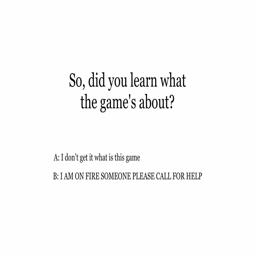 So, did you learn what
the game's about?
A: I don't get it what is this game
B: I AM ON FIRE SOMEONE PLEASE CALL FOR HELP